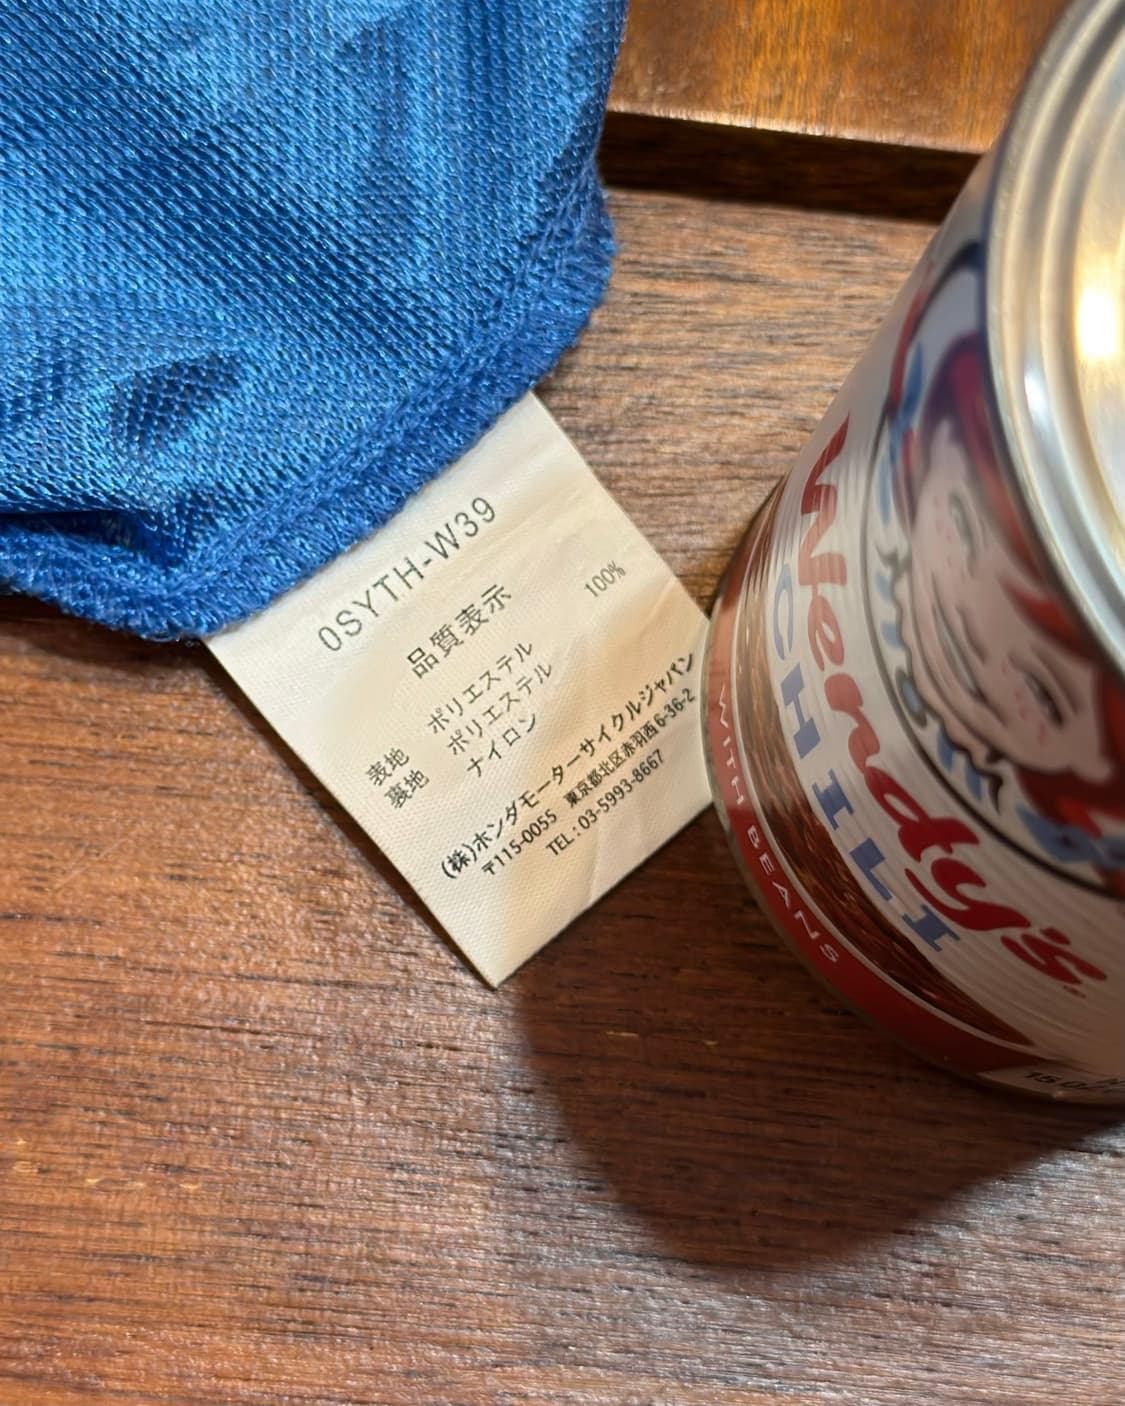 0SYTH-W39
品質表示
表地 ポリエステル 100%
裏地 ポリエステル
ナイロン
(株)ホンダモーターサイクルジャパン
〒115-0055 東京都北区赤羽西6-36-2
TEL : 03-5993-8667
Wendy's
CHILI
WITH BEANS